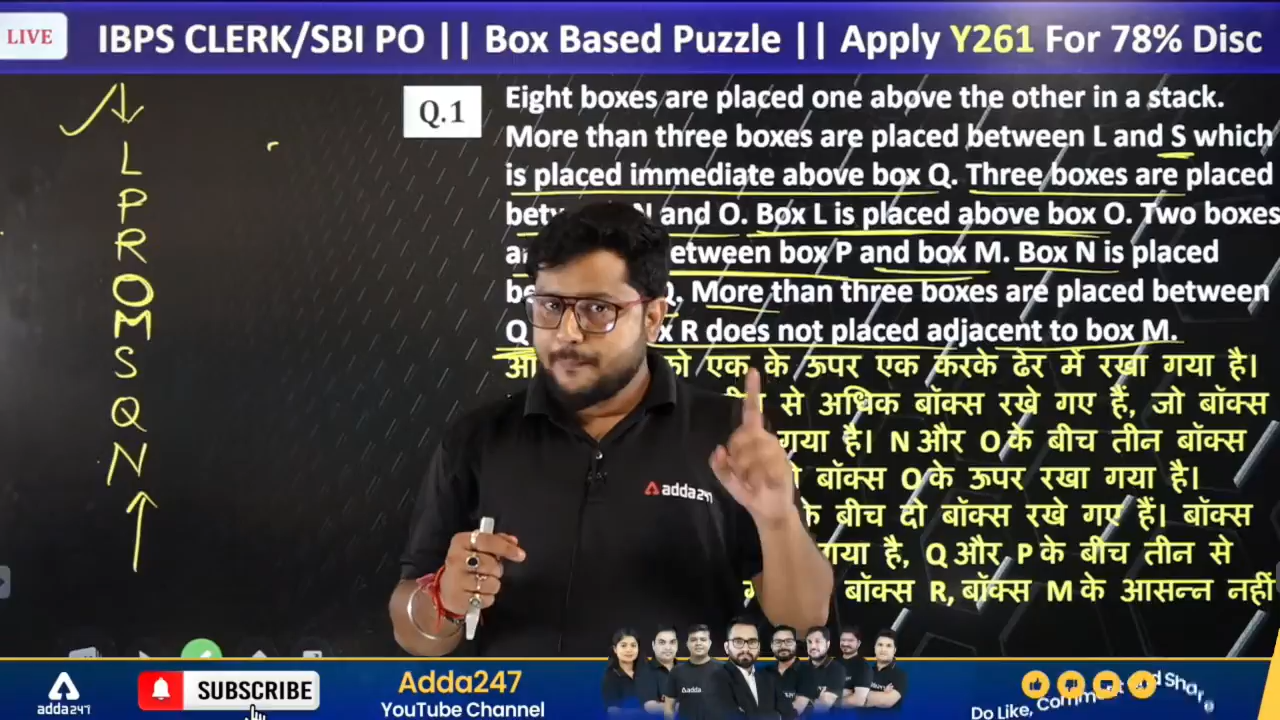 LIVE
IBPS CLERK/SBI PO || Box Based Puzzle || Apply Y261 For 78% Disc
L
P
R
O
M
S
Q
N
Q.1
Eight boxes are placed one above the other in a stack.
More than three boxes are placed between L and S which
is placed immediate above box Q. Three boxes are placed
N and O. Box L is placed above box O. Two boxes
between box P and box M. Box N is placed
Q. More than three boxes are placed between
Q R does not placed adjacent to box M.
को एक के ऊपर एक करके ढेर में रखा गया है।
से अधिक बॉक्स रखे गए हैं, जो बॉक्स
गया है। N और O के बीच तीन बॉक्स
बॉक्स O के ऊपर रखा गया है।
के बीच दो बॉक्स रखे गए हैं। बॉक्स
गया है, Q और P के बीच तीन से
बॉक्स R, बॉक्स M के आसन्न नहीं
adda247
adda247
SUBSCRIBE
Adda247
YouTube Channel
Do Like,